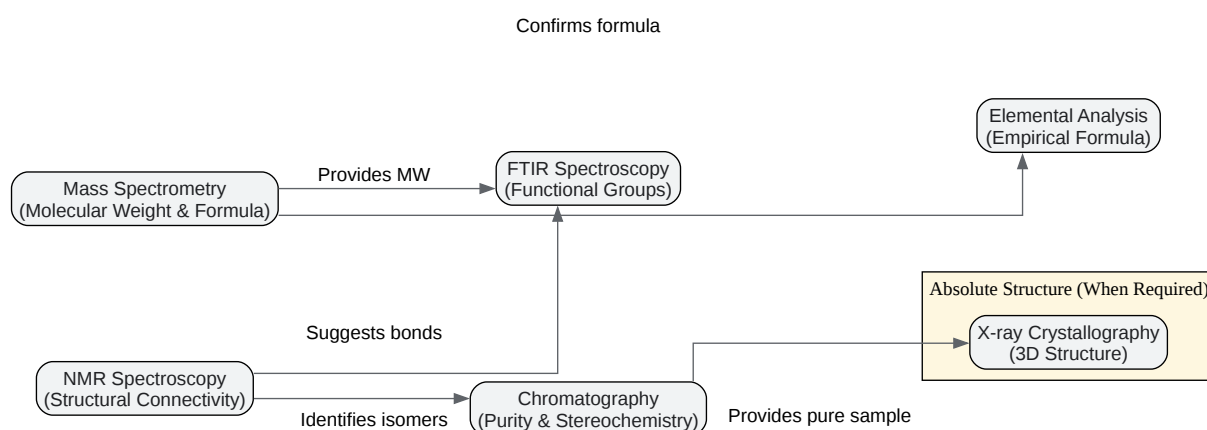 Confirms formula
Elemental Analysis
(Empirical Formula)
Provides MW
FTIR Spectroscopy
(Functional Groups)
Mass Spectrometry
(Molecular Weight & Formula)
Absolute Structure (When Required)
X-ray Crystallography
(3D Structure)
Suggests bonds
NMR Spectroscopy
(Structural Connectivity)
Identifies isomers
Chromatography
(Purity & Stereochemistry)
Provides pure sample